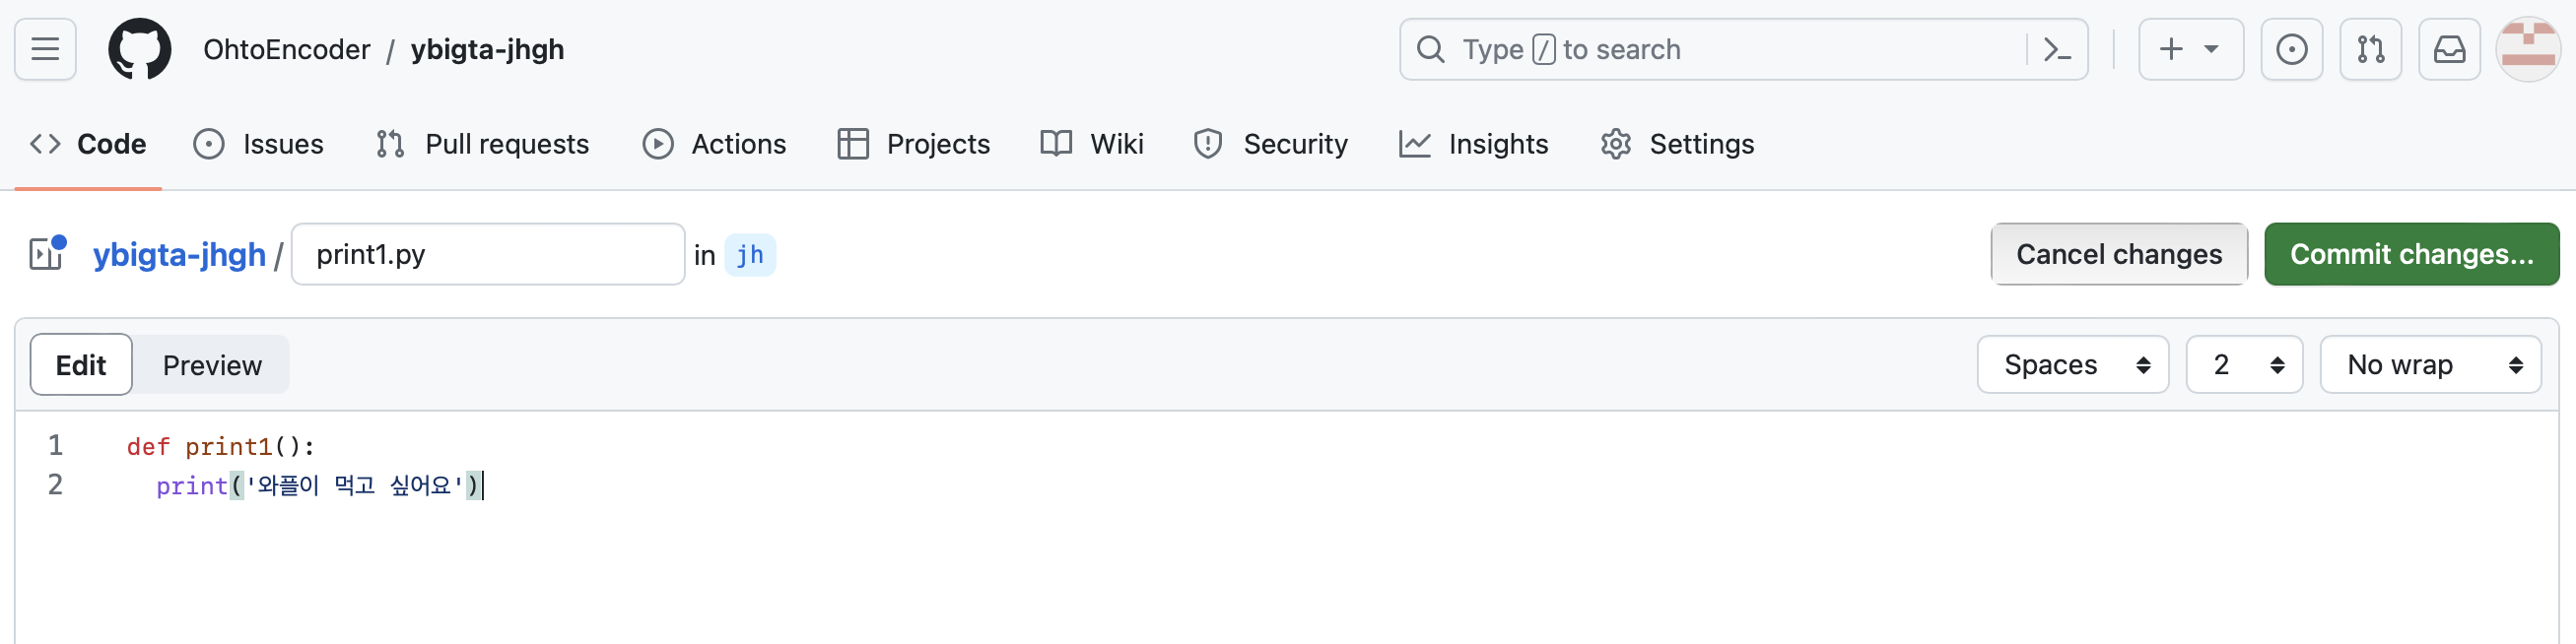 OhtoEncoder / ybigta-jhgh
Type / to search
Code Issues Pull requests Actions Projects Wiki Security Insights Settings
ybigta-jhgh / print1.py in jh
Cancel changes Commit changes...
Edit Preview
Spaces 2 No wrap
1 def print1():
2 print('와플이 먹고 싶어요')